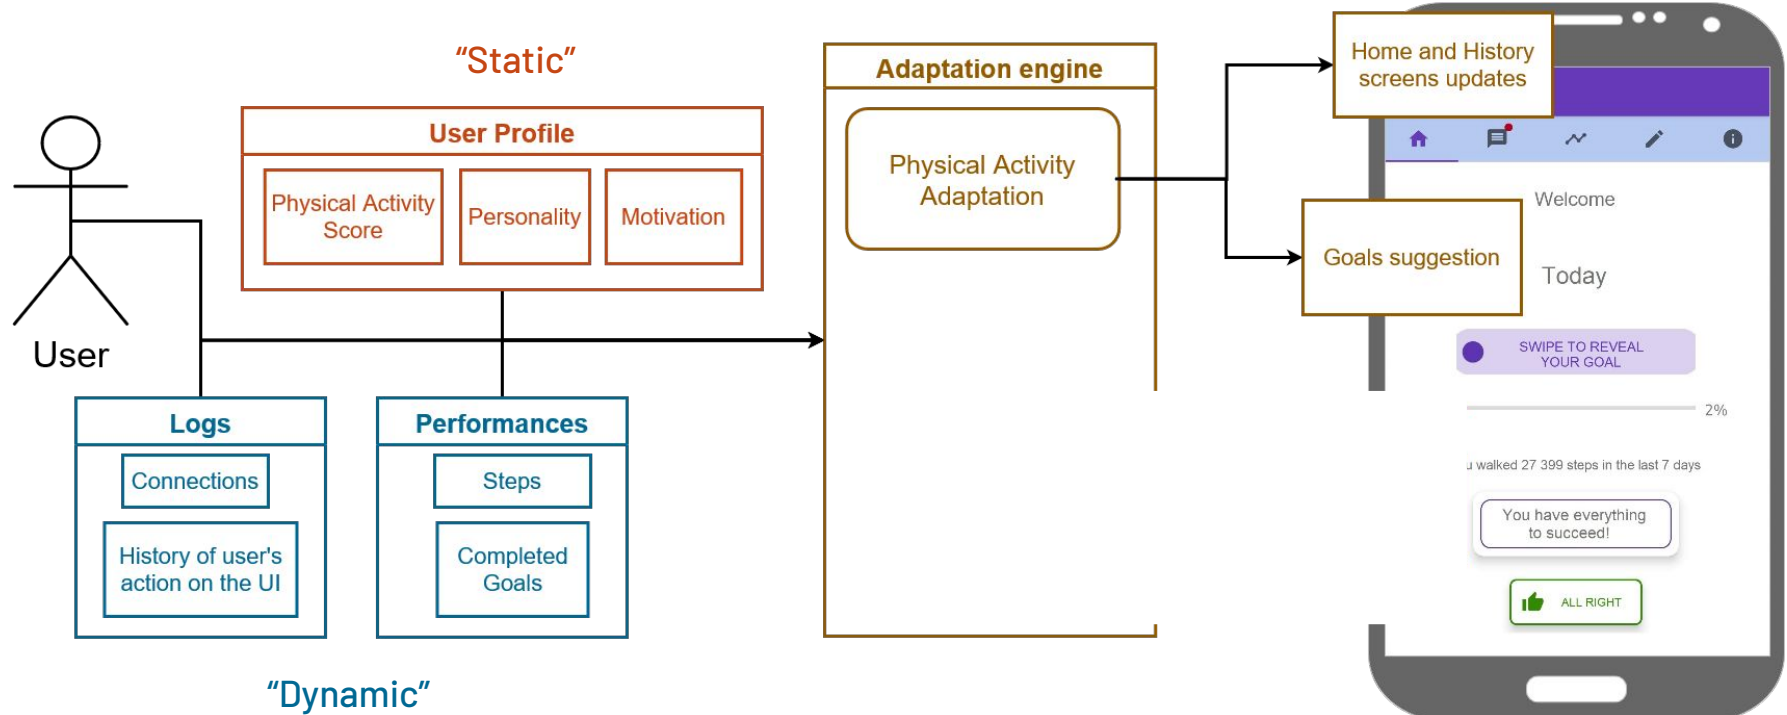 “Static”
User Profile
Physical Activity
Score
Personality
Motivation
User
Logs
Connections
History of user's
action on the UI
Performances
Steps
Completed
Goals
“Dynamic”
Adaptation engine
Physical Activity
Adaptation
Home and History
screens updates
Goals suggestion
Welcome
Today
SWIPE TO REVEAL
YOUR GOAL
2%
u walked 27 399 steps in the last 7 days
You have everything
to succeed!
ALL RIGHT